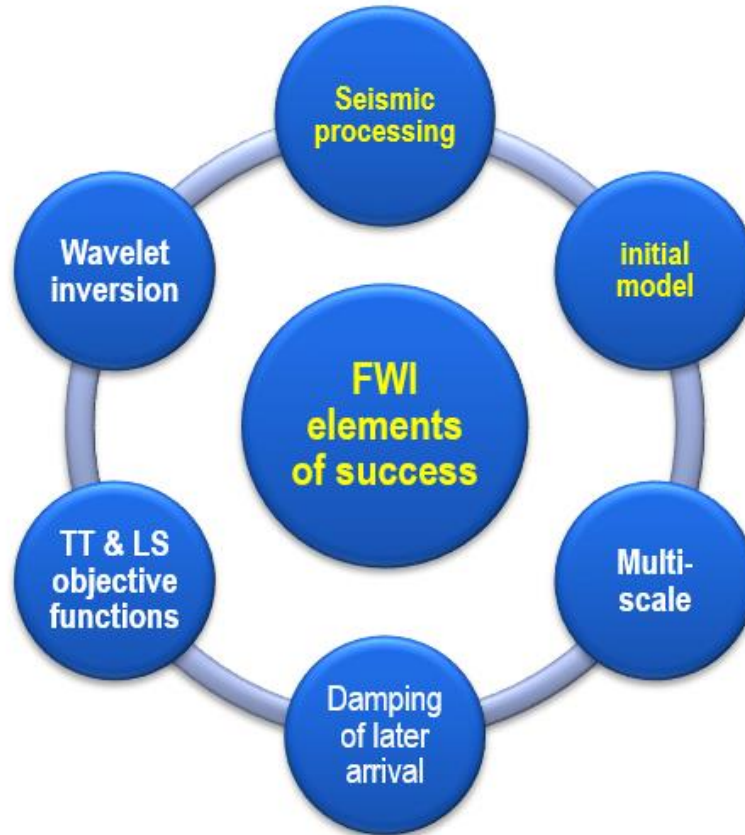 Seismic
processing
initial
model
Multi-
scale
Damping
of later
arrival
TT & LS
objective
functions
Wavelet
inversion
FWI
elements
of success